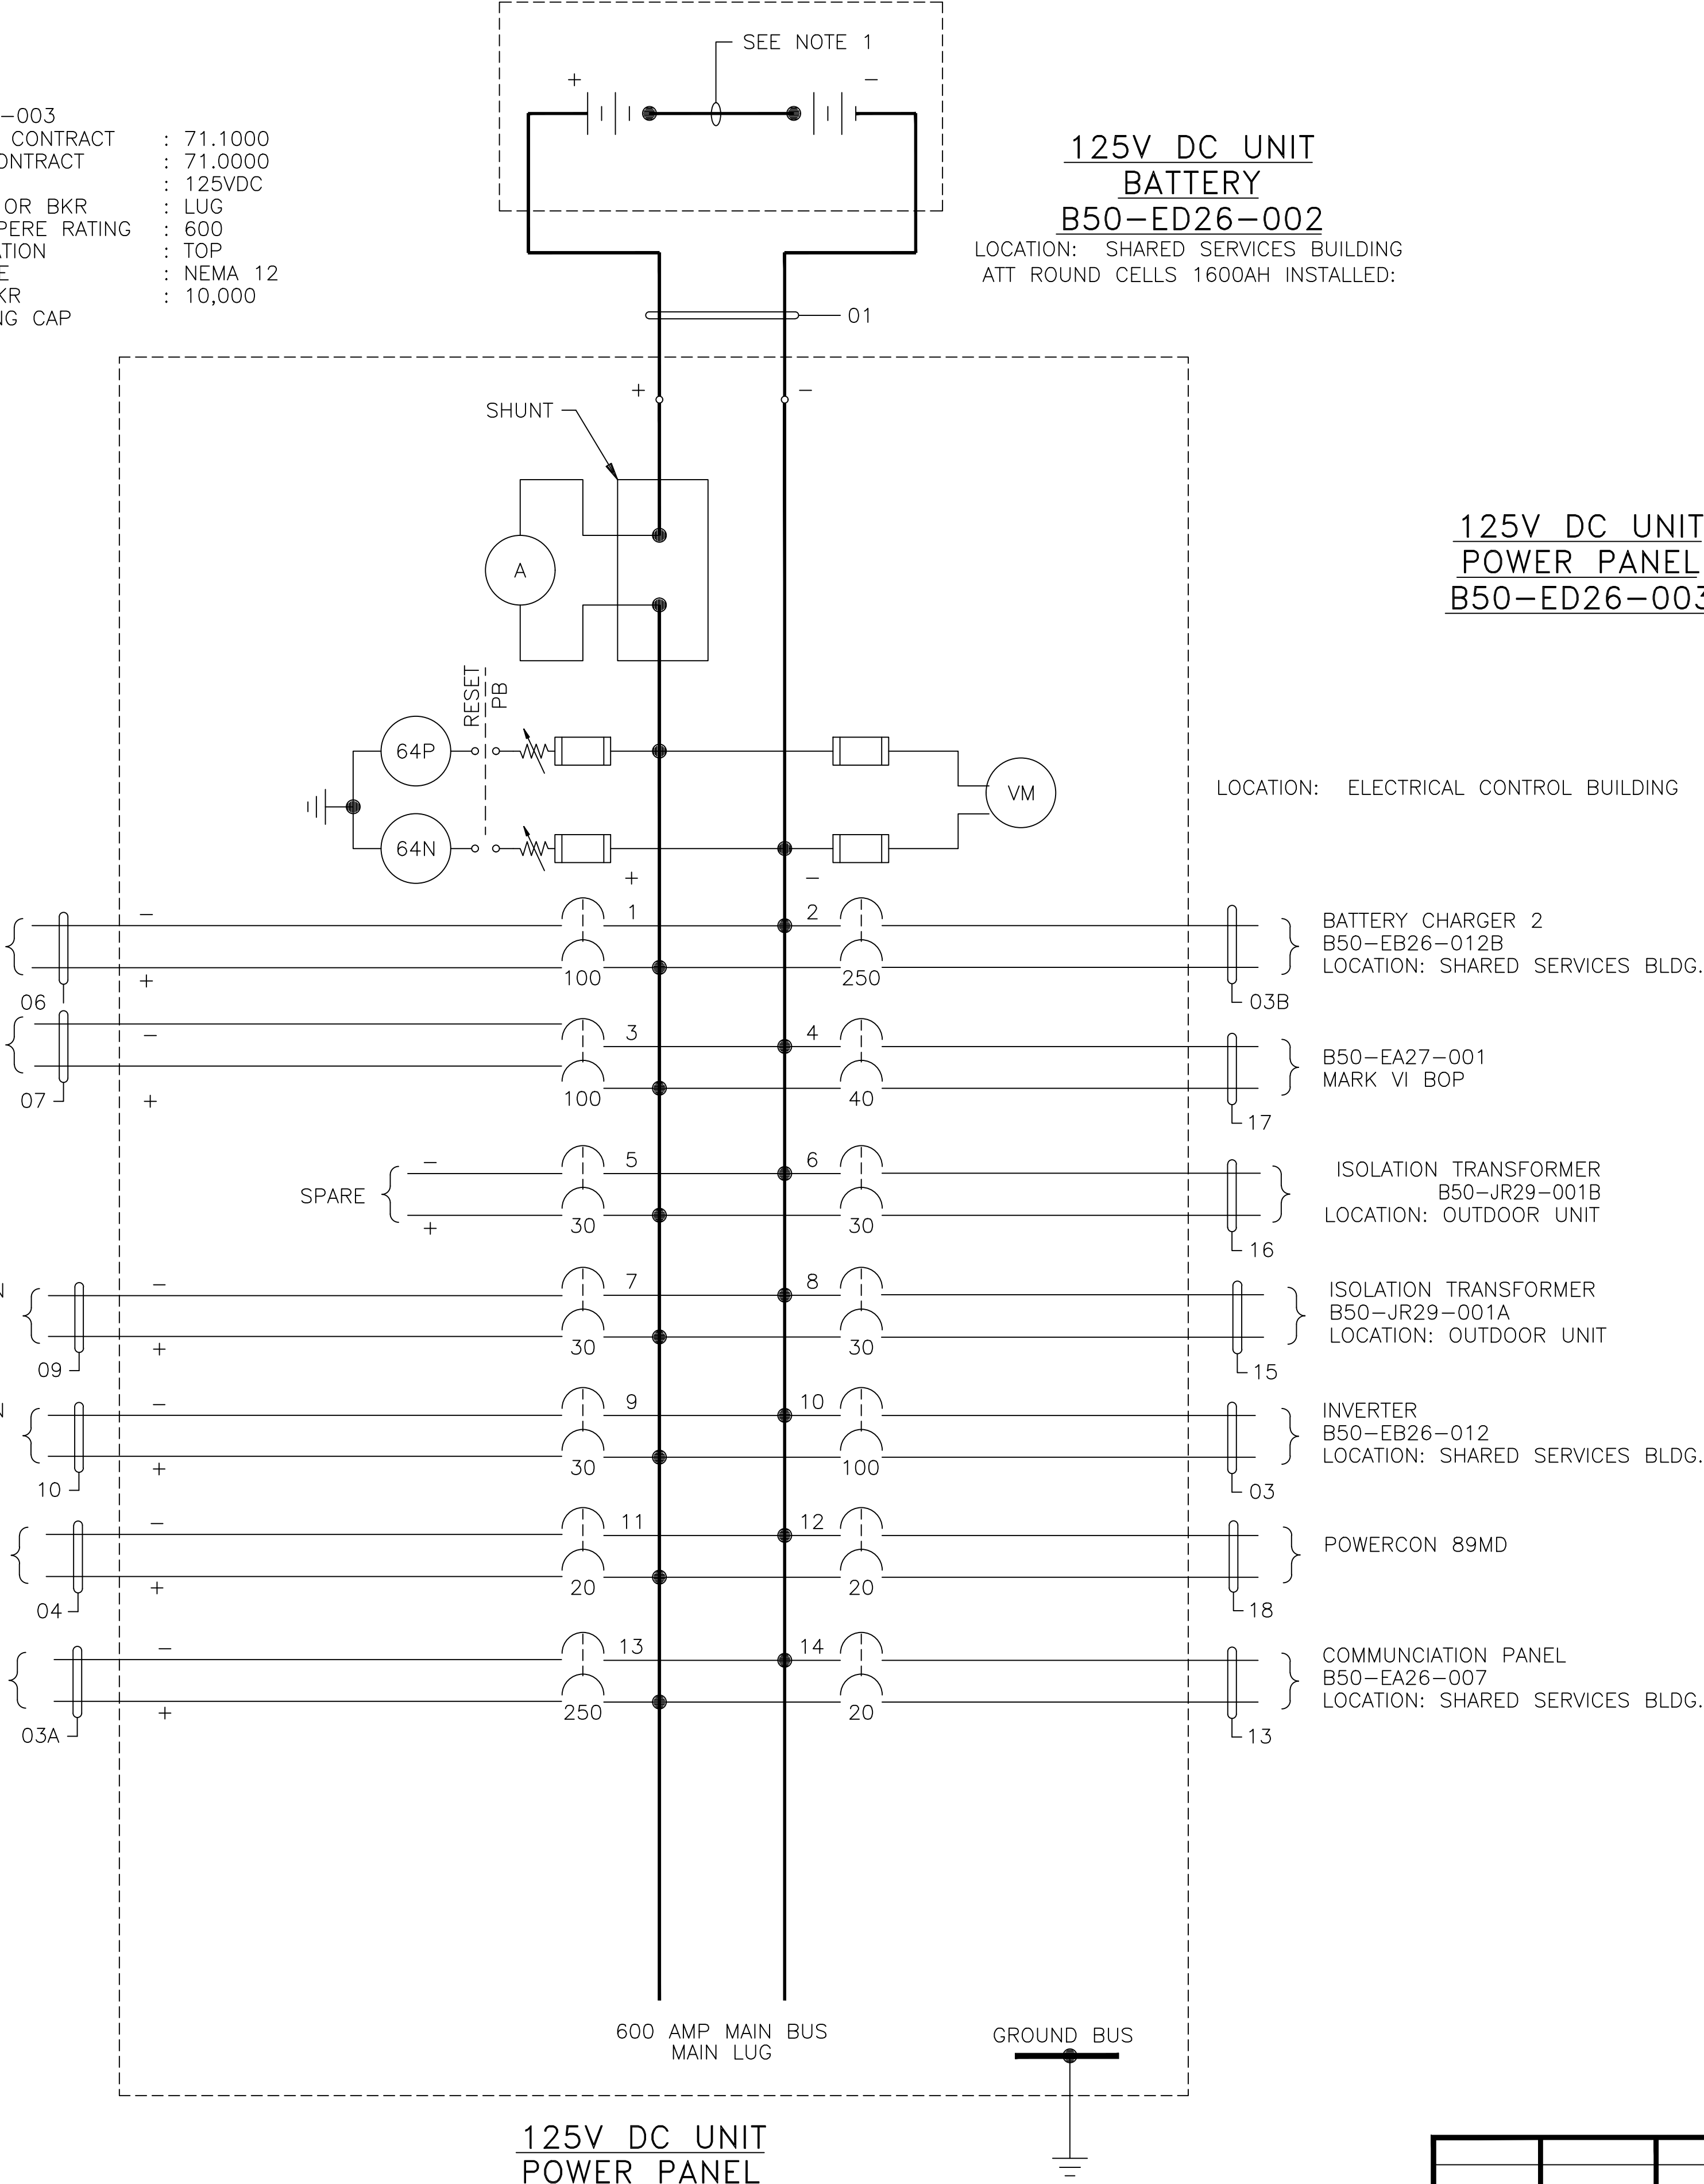 SEE NOTE 1
+ −
-003
CONTRACT : 71.1000
ONTRACT : 71.0000
: 125VDC
OR BKR : LUG
PERE RATING : 600
ATION : TOP
E : NEMA 12
KR : 10,000
NG CAP
125V DC UNIT
BATTERY
B50-ED26-002
LOCATION: SHARED SERVICES BUILDING
ATT ROUND CELLS 1600AH INSTALLED:
01
+ −
SHUNT
A
125V DC UNIT
POWER PANEL
B50-ED26-003
RESET
PB
64P
VM
64N
LOCATION: ELECTRICAL CONTROL BUILDING
+ −
− 1 2
+ 100 250
06
BATTERY CHARGER 2
B50-EB26-012B
LOCATION: SHARED SERVICES BLDG.
03B
− 3 4
+ 100 40
07
B50-EA27-001
MARK VI BOP
17
SPARE
− 5 6
+ 30 30
ISOLATION TRANSFORMER
B50-JR29-001B
LOCATION: OUTDOOR UNIT
16
N
− 7 8
+ 30 30
09
ISOLATION TRANSFORMER
B50-JR29-001A
LOCATION: OUTDOOR UNIT
15
N
− 9 10
+ 30 100
10
INVERTER
B50-EB26-012
LOCATION: SHARED SERVICES BLDG.
03
− 11 12
+ 20 20
04
POWERCON 89MD
18
− 13 14
+ 250 20
03A
COMMUNCIATION PANEL
B50-EA26-007
LOCATION: SHARED SERVICES BLDG.
13
600 AMP MAIN BUS
MAIN LUG
GROUND BUS
125V DC UNIT
POWER PANEL